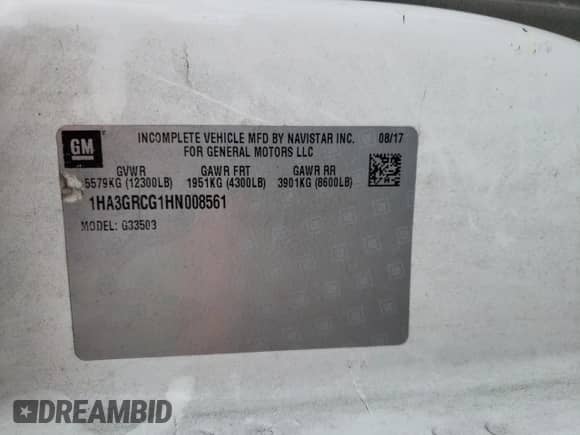 GM
INCOMPLETE VEHICLE MFD BY NAVISTAR INC. 08/17
FOR GENERAL MOTORS LLC
GVWR GAWR FRT GAWR RR
5579KG (12300LB) 1951KG (4300LB) 3901KG (8600LB)
1HA3GRCG1HN008561
MODEL: G33503
DREAMBID